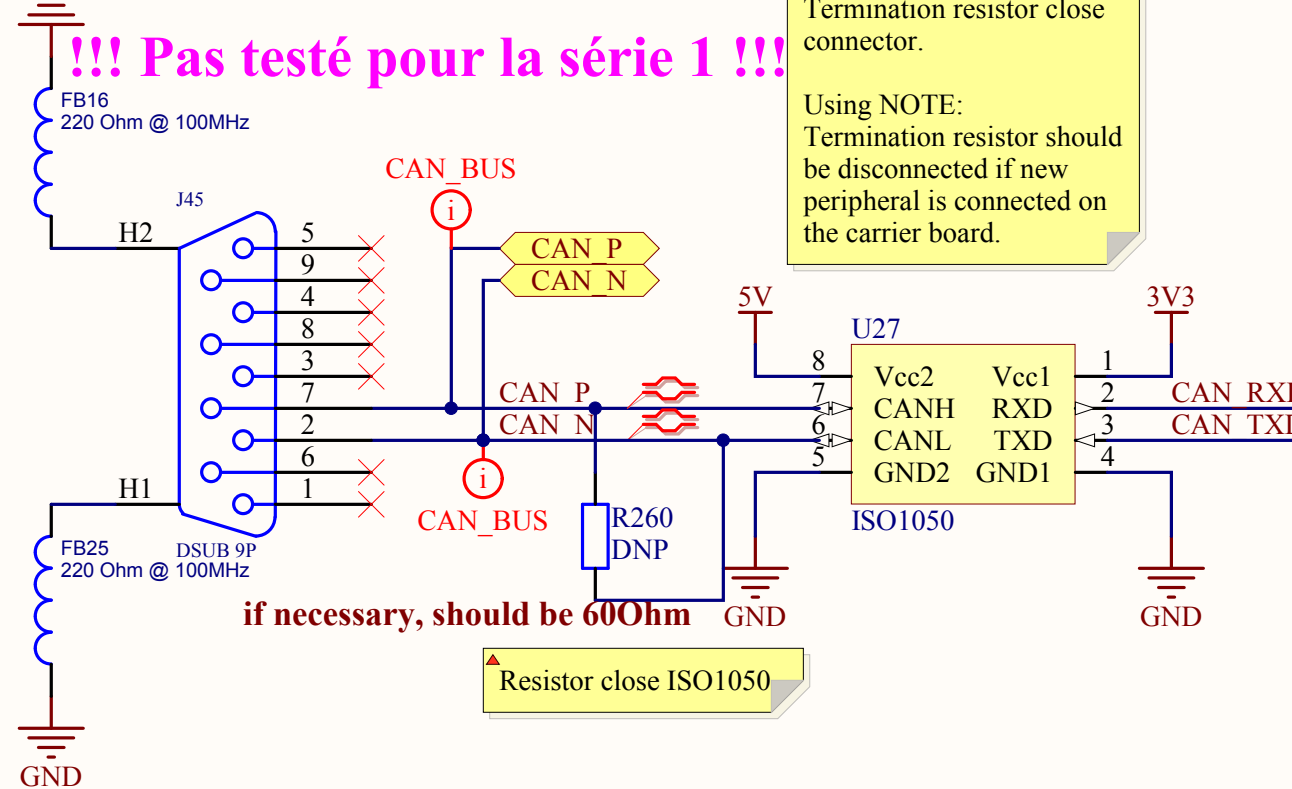 Termination resistor close
connector.
Using NOTE:
Termination resistor should
be disconnected if new
peripheral is connected on
the carrier board.
!!! Pas testé pour la série 1 !!!
FB16
220 Ohm @ 100MHz
J45
H2
5
9
4
8
3
7
2
6
1
H1
DSUB 9P
FB25
220 Ohm @ 100MHz
GND
CAN_BUS
i
CAN_P
CAN_N
CAN_P
CAN_N
i
CAN_BUS
R260
DNP
if necessary, should be 60Ohm
Resistor close ISO1050
5V
3V3
U27
8
7
6
5
Vcc2
CANH
CANL
GND2
Vcc1
RXD
TXD
GND1
1
2
3
4
ISO1050
CAN_RXD
CAN_TXD
GND
GND